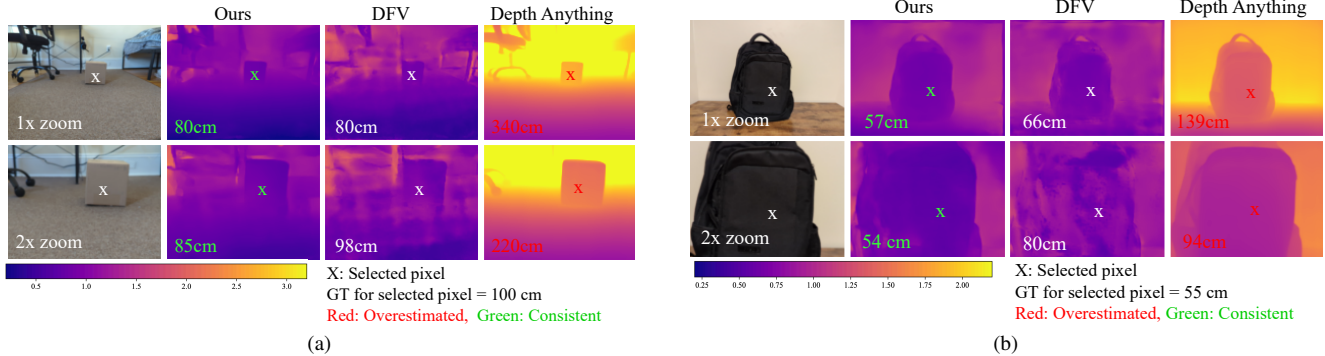 Ours DFV Depth Anything
X
X
X
X
1x zoom
80cm
80cm
340cm
X
X
X
X
2x zoom
85cm
98cm
220cm
0.5 1.0 1.5 2.0 2.5 3.0
X: Selected pixel
GT for selected pixel = 100 cm
Red: Overestimated, Green: Consistent
(a)
Ours DFV Depth Anything
X
X
X
X
1x zoom
57cm
66cm
139cm
X
X
X
X
2x zoom
54 cm
80cm
94cm
0.25 0.50 0.75 1.00 1.25 1.50 1.75 2.00
X: Selected pixel
GT for selected pixel = 55 cm
Red: Overestimated, Green: Consistent
(b)